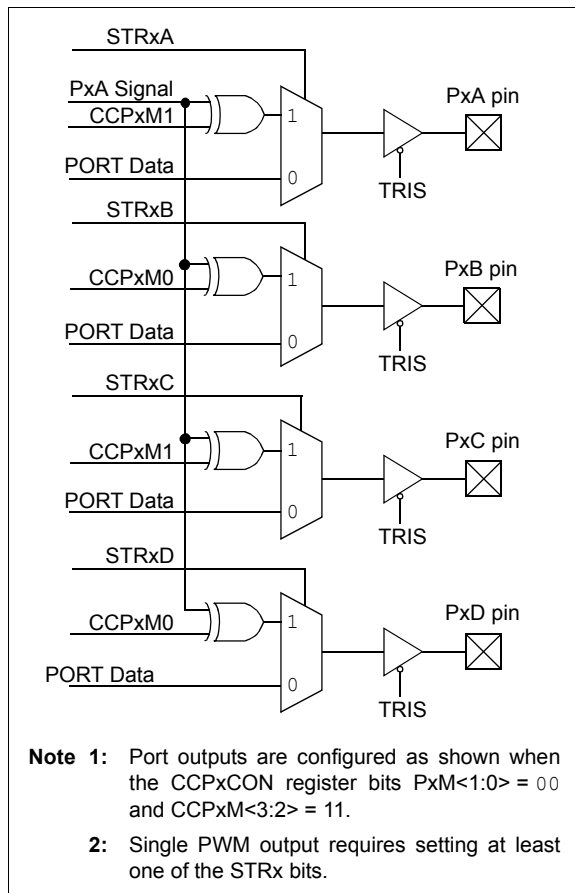 STRxA
PxA Signal
CCPxM1
1
PORT Data
0
PxA pin
TRIS
STRxB
CCPxM0
1
PORT Data
0
PxB pin
TRIS
STRxC
CCPxM1
1
PORT Data
0
PxC pin
TRIS
STRxD
CCPxM0
1
PORT Data
0
PxD pin
TRIS
Note 1: Port outputs are configured as shown when
the CCPxCON register bits PxM<1:0> = 00
and CCPxM<3:2> = 11.
2: Single PWM output requires setting at least
one of the STRx bits.